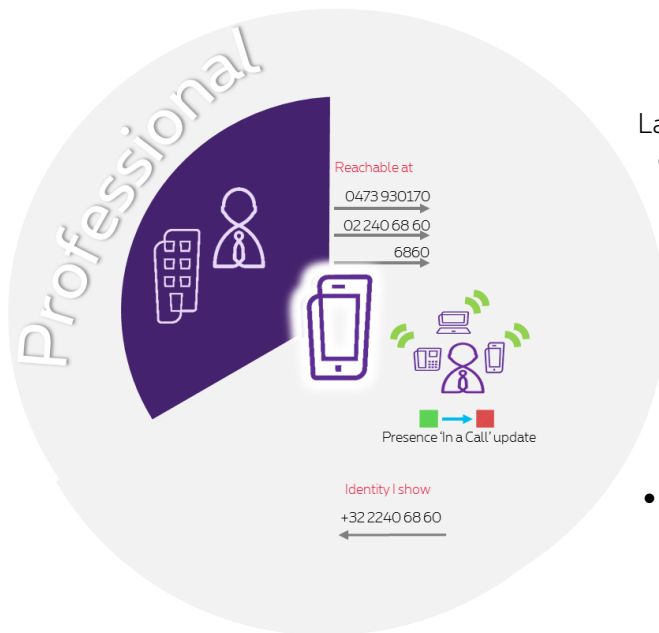 Professional
La
Reachable at
0473 930170
02 240 68 60
6860
Presence 'In a Call' update
Identity I show
+32 2240 68 60
•